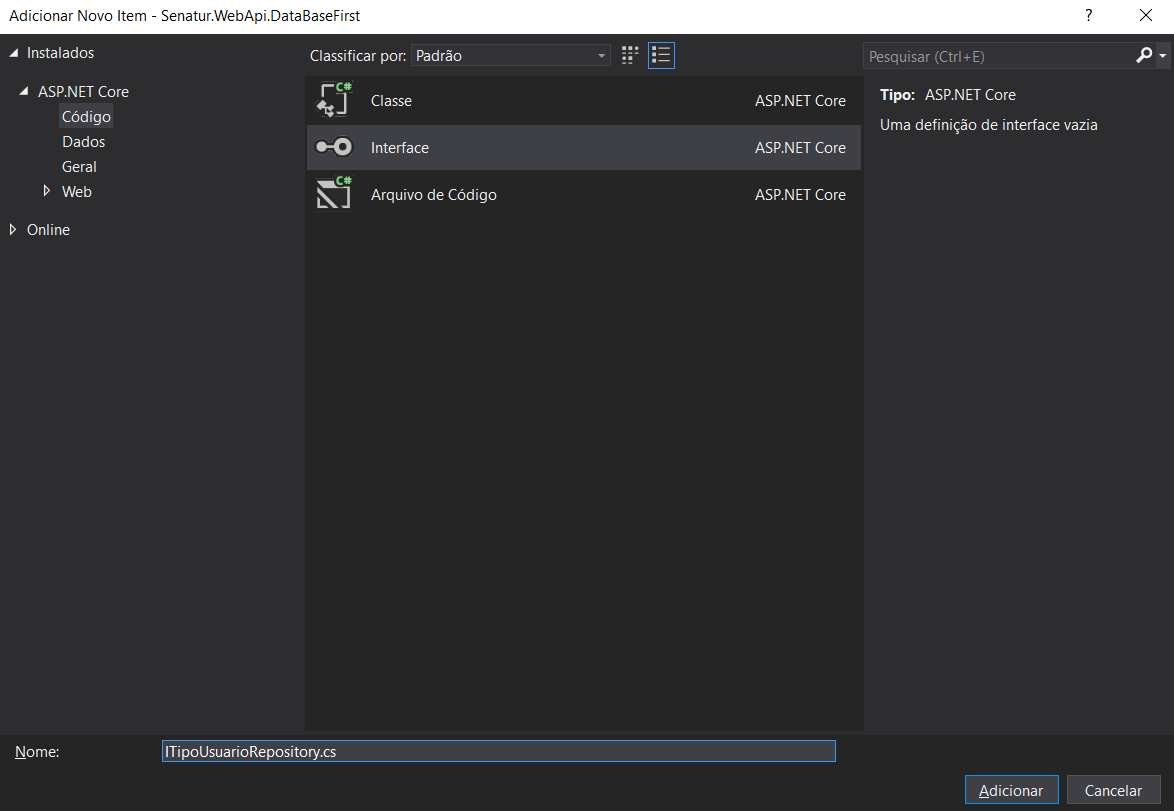 Adicionar Novo Item - Senatur.WebApi.DataBaseFirst
?
Instalados
ASP.NET Core
Código
Dados
Geral
Web
Online
Classificar por: Padrão
C# Classe ASP.NET Core
Interface ASP.NET Core
C# Arquivo de Código ASP.NET Core
Pesquisar (Ctrl+E)
Tipo: ASP.NET Core
Uma definição de interface vazia
Nome: ITipoUsuarioRepository.cs
Adicionar Cancelar